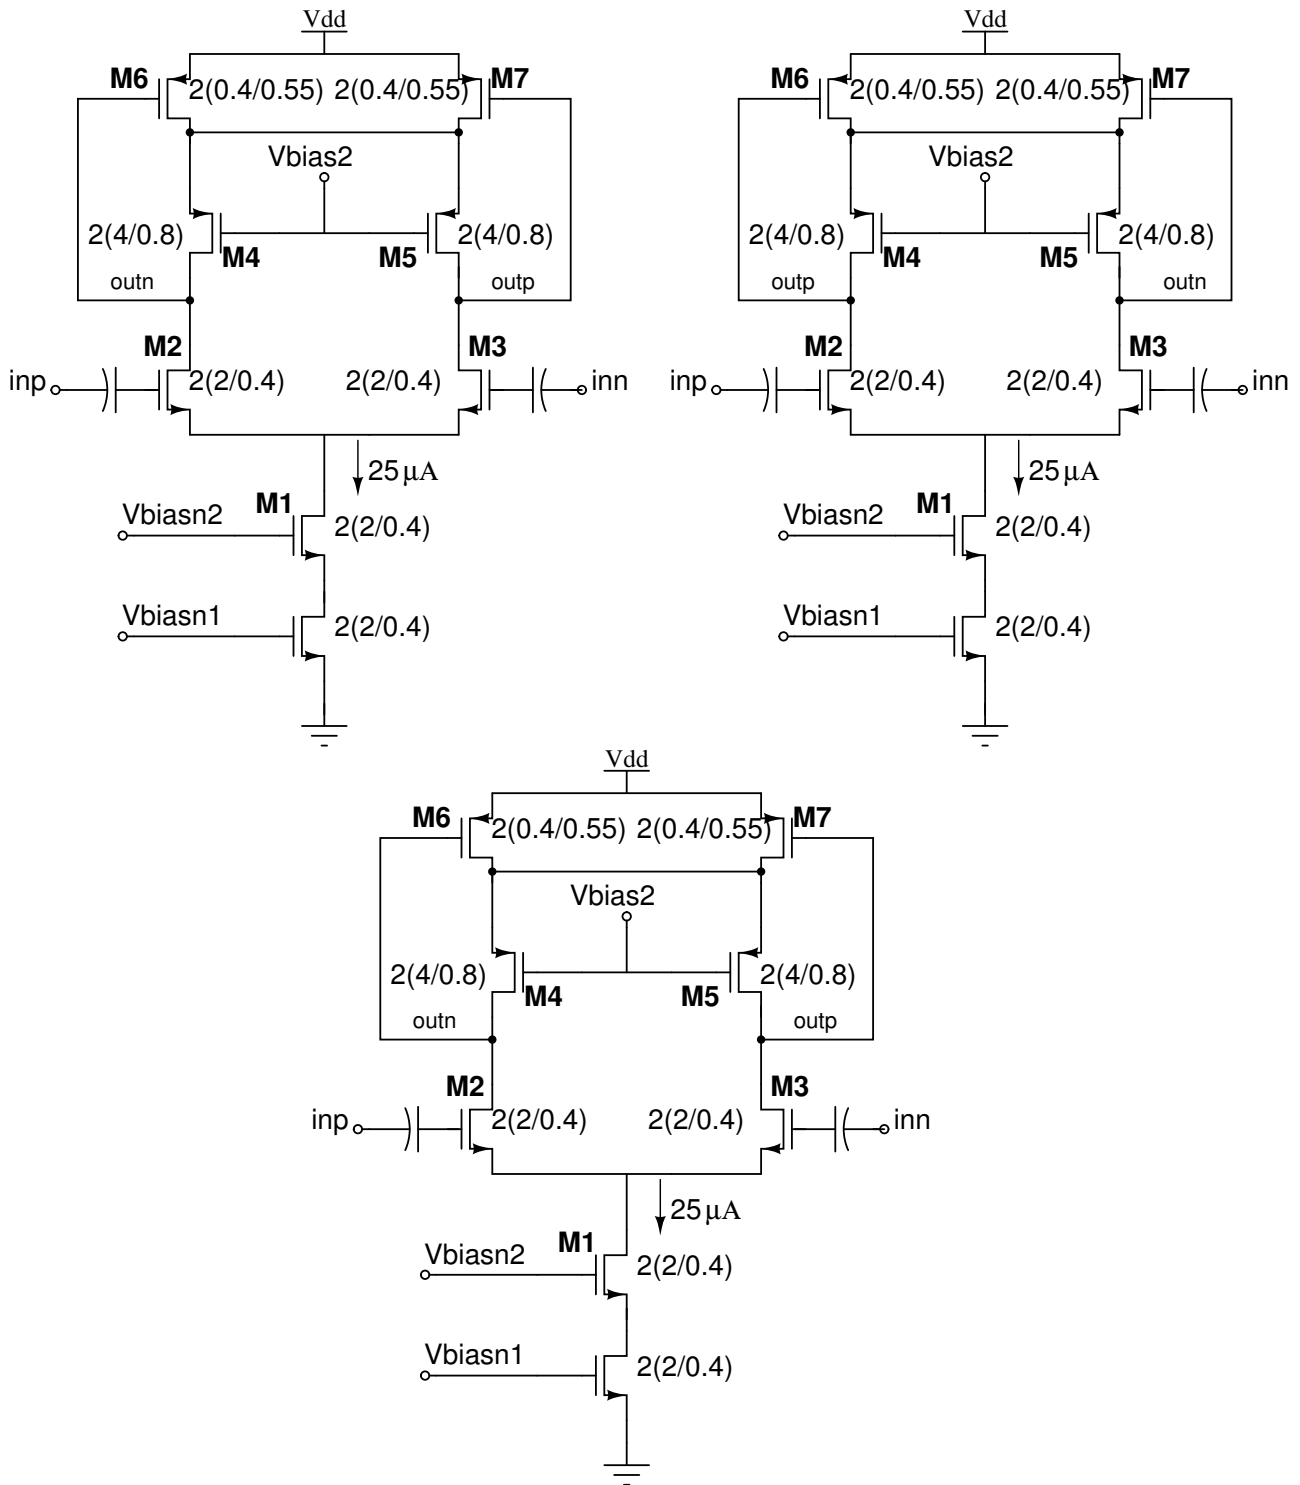 Vdd
M6 2(0.4/0.55) 2(0.4/0.55) M7
Vbias2
2(4/0.8) M4 M5 2(4/0.8)
outn outp
M2 M3
inp 2(2/0.4) 2(2/0.4) inn
25 μA
Vbiasn2 M1 2(2/0.4)
Vbiasn1 2(2/0.4)
Vdd
M6 2(0.4/0.55) 2(0.4/0.55) M7
Vbias2
2(4/0.8) M4 M5 2(4/0.8)
outp outn
M2 M3
inp 2(2/0.4) 2(2/0.4) inn
25 μA
Vbiasn2 M1 2(2/0.4)
Vbiasn1 2(2/0.4)
Vdd
M6 2(0.4/0.55) 2(0.4/0.55) M7
Vbias2
2(4/0.8) M4 M5 2(4/0.8)
outn outp
M2 M3
inp 2(2/0.4) 2(2/0.4) inn
25 μA
Vbiasn2 M1 2(2/0.4)
Vbiasn1 2(2/0.4)